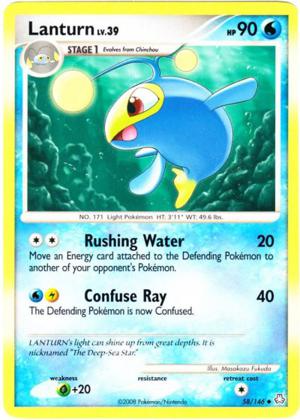 Lanturn LV.39
HP 90
STAGE 1 Evolves from Chinchou
NO. 171 Light Pokémon HT: 3'11" WT: 49.6 lbs.
Rushing Water 20
Move an Energy card attached to the Defending Pokémon to
another of your opponent's Pokémon.
Confuse Ray 40
The Defending Pokémon is now Confused.
LANTURN's light can shine up from great depths. It is
nicknamed "The Deep-Sea Star."
Illus. Masakazu Fukuda
weakness resistance retreat cost
+20
©2008 Pokémon/Nintendo
58/146